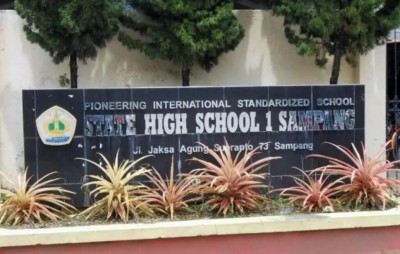 PIONEERING INTERNATIONAL STANDARDIZED SCHOOL
STATE HIGH SCHOOL 1 SAMPANG
Jl. Jaksa Agung Suprapto 73 Sampang